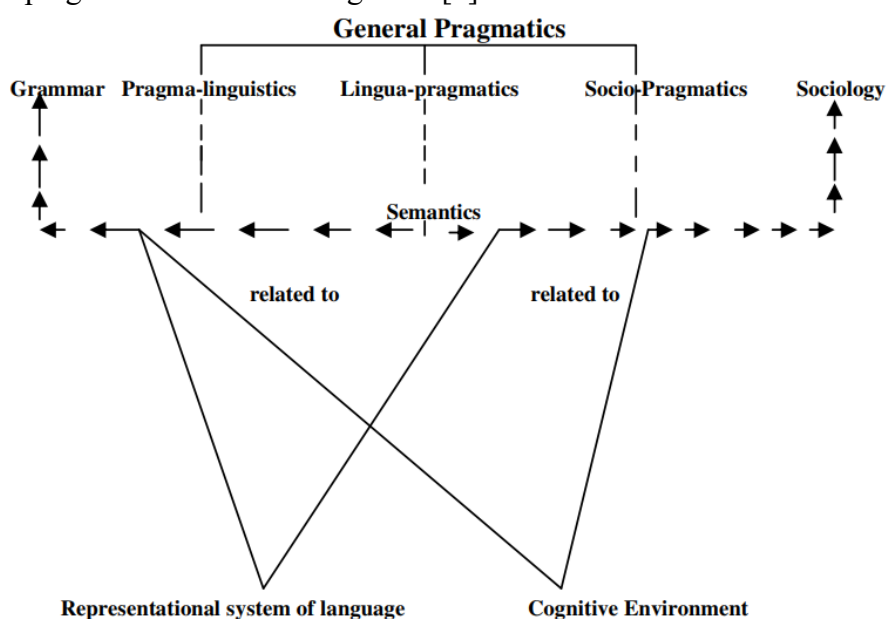 General Pragmatics
Grammar Pragma-linguistics Lingua-pragmatics Socio-Pragmatics Sociology
Semantics
related to related to
Representational system of language Cognitive Environment